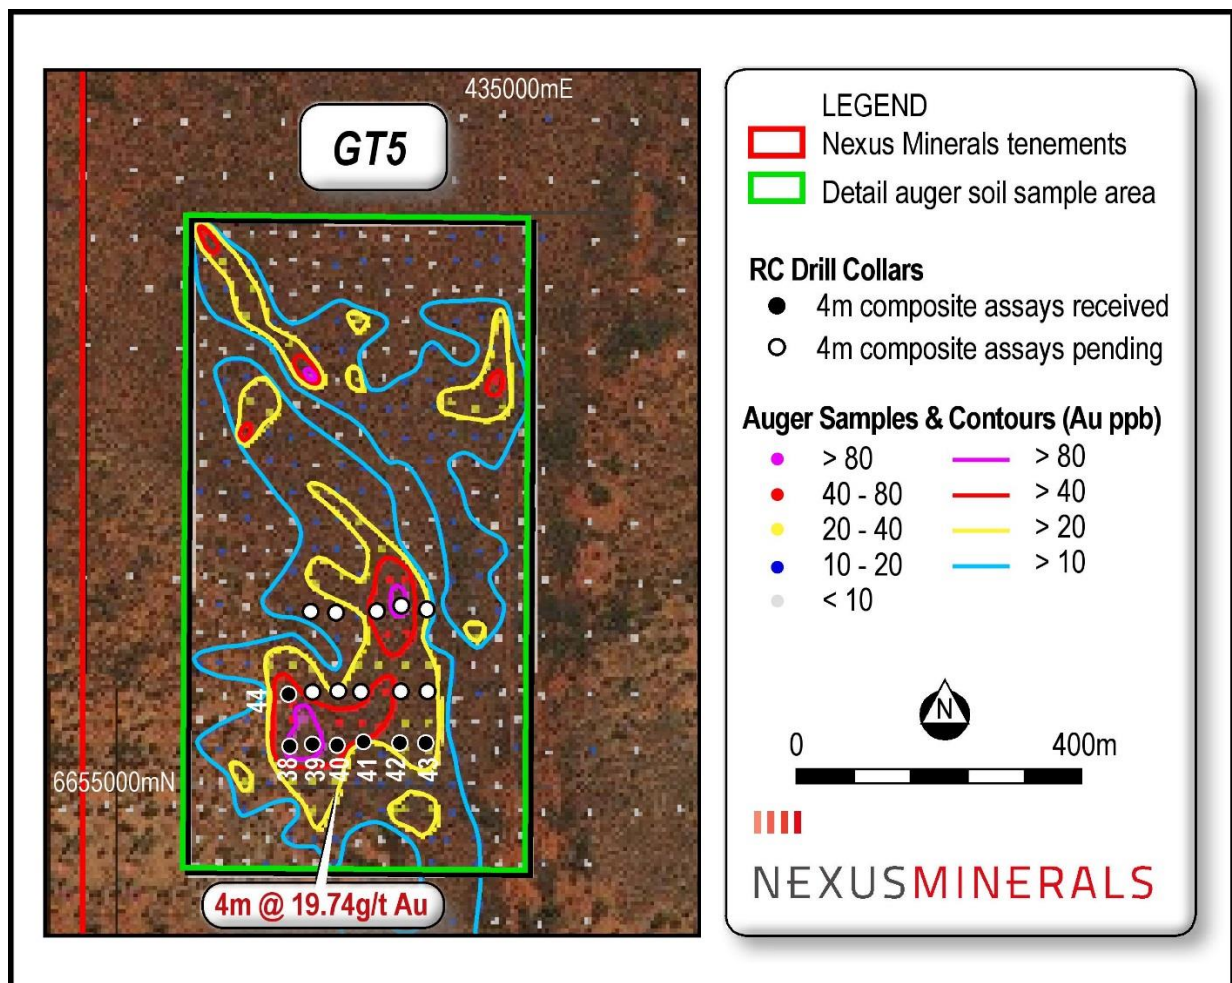 435000mE
GT5
44
38
39
40
41
42
43
6655000mN
4m @ 19.74g/t Au
LEGEND
Nexus Minerals tenements
Detail auger soil sample area
RC Drill Collars
4m composite assays received
4m composite assays pending
Auger Samples & Contours (Au ppb)
> 80 > 80
40 - 80 > 40
20 - 40 > 20
10 - 20 > 10
< 10
N
0 400m
NEXUSMINERALS